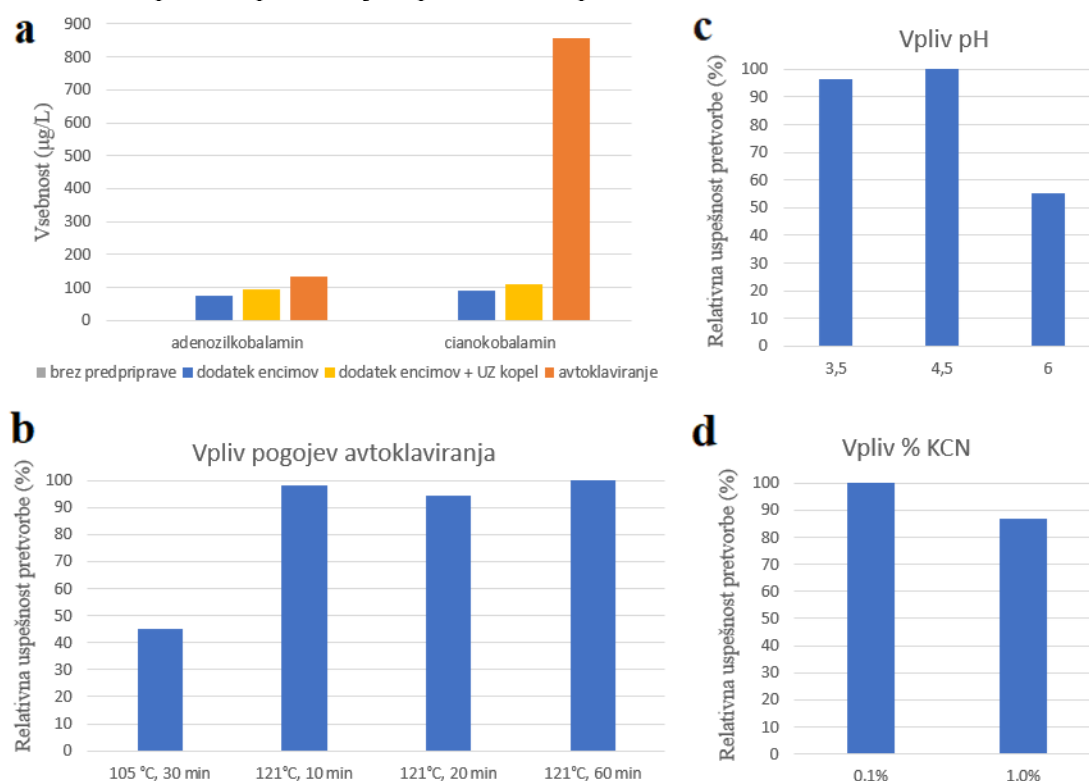 a
Vsebnost (µg/L)
900
800
700
600
500
400
300
200
100
0
adenozilkobalamin cianokobalamin
brez predpriprave dodatek encimov dodatek encimov + UZ kopel avtoklaviranje
c
Vpliv pH
Relativna uspešnost pretvorbe (%)
100
90
80
70
60
50
40
30
20
10
0
3,5 4,5 6
b
Vpliv pogojev avtoklaviranja
Relativna uspešnost pretvorbe (%)
100
90
80
70
60
50
40
30
20
10
0
105 °C, 30 min 121°C, 10 min 121°C, 20 min 121°C, 60 min
d
Vpliv % KCN
Relativna uspešnost pretvorbe (%)
100
90
80
70
60
50
40
30
20
10
0
0.1% 1.0%